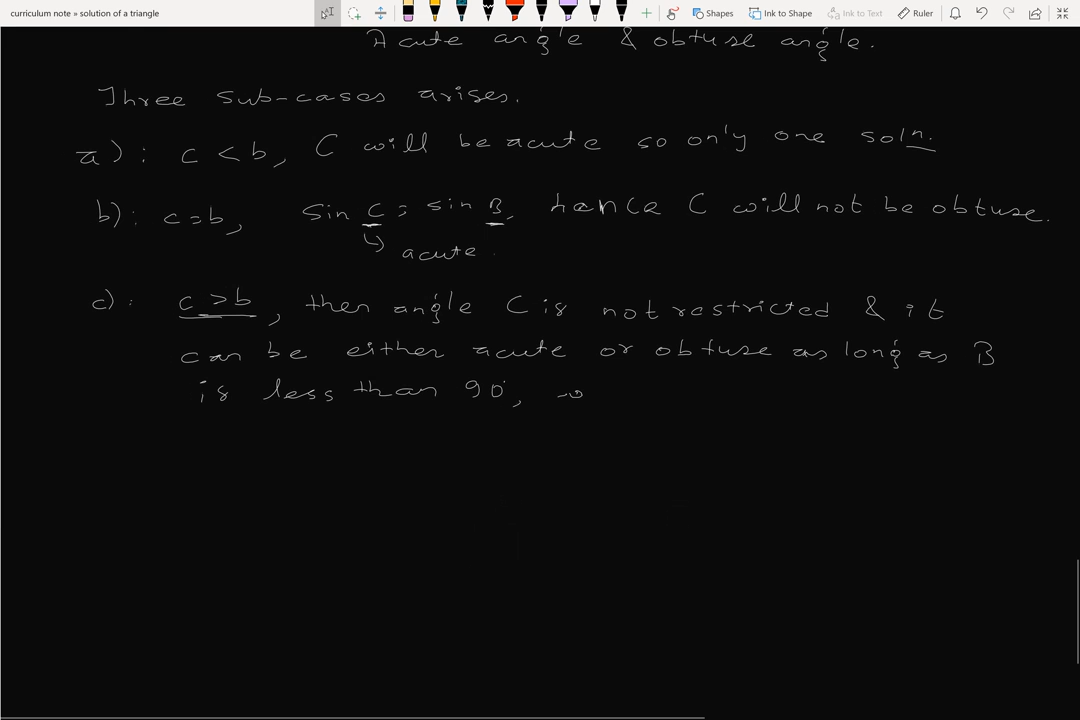 curriculum note » solution of a triangle
Shapes Ink to Shape Ink to Text Ruler
Acute angle & obtuse angle.
Three sub-cases arises.
a): c < b, C will be acute so only one soln.
b): c = b, sin C = sin B, hence C will not be obtuse.
↳ acute.
c): c > b, then angle C is not restricted & it
can be either acute or obtuse as long as B
is less than 90°,